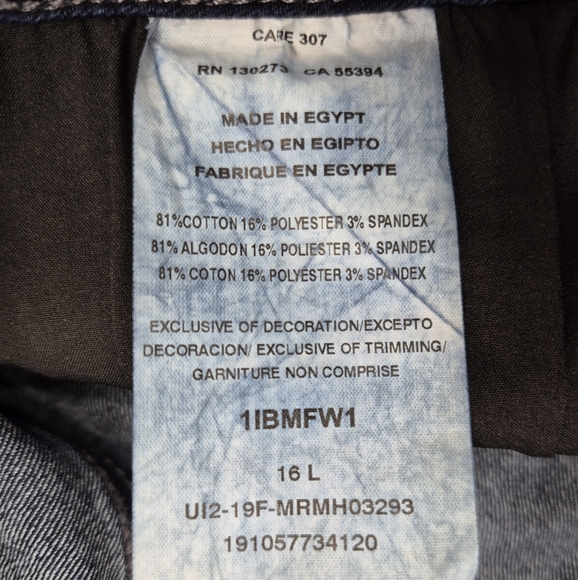 CARE 307
RN 130273 CA 55394
MADE IN EGYPT
HECHO EN EGIPTO
FABRIQUE EN EGYPTE
81%COTTON 16% POLYESTER 3% SPANDEX
81% ALGODON 16% POLIESTER 3% SPANDEX
81% COTON 16% POLYESTER 3% SPANDEX
EXCLUSIVE OF DECORATION/EXCEPTO
DECORACION/ EXCLUSIVE OF TRIMMING/
GARNITURE NON COMPRISE
1IBMFW1
16 L
UI2-19F-MRMH03293
191057734120